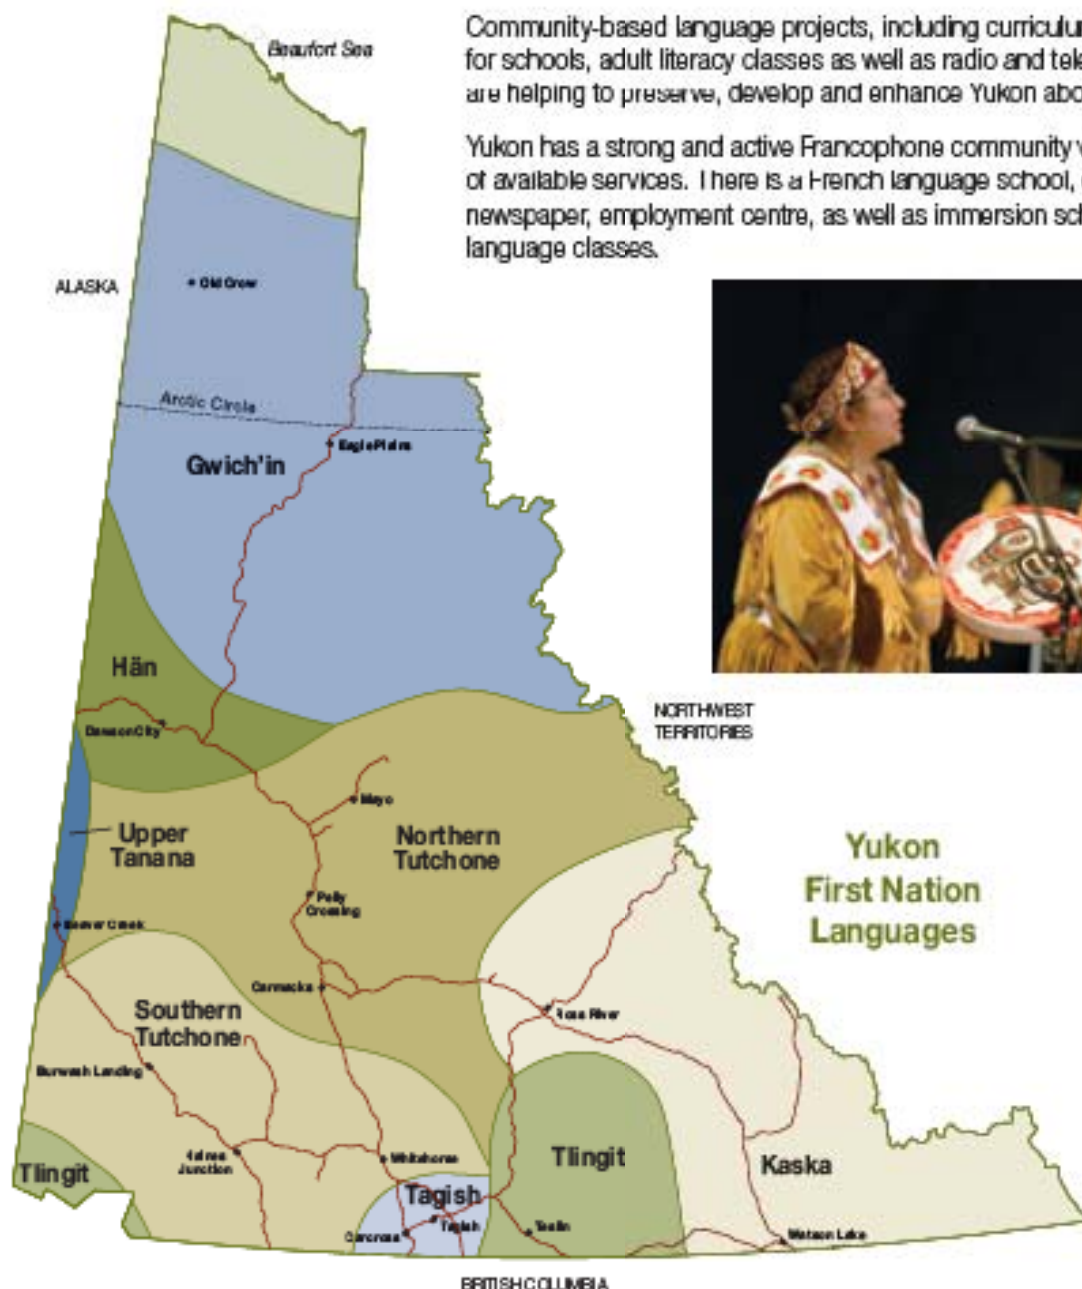 Community-based language projects, including curriculu
for schools, adult literacy classes as well as radio and tele
are helping to preserve, develop and enhance Yukon abo
Yukon has a strong and active Francophone community
of available services. There is a French language school,
newspaper, employment centre, as well as immersion sch
language classes.
Beaufort Sea
ALASKA
Old Crow
Arctic Circle
Eagle Plains
Gwich'in
Hän
Dawson City
NORTHWEST
TERRITORIES
Mayo
Upper
Tanana
Northern
Tutchone
Yukon
First Nation
Languages
Pelly
Crossing
Beaver Creek
Carmacks
Southern
Tutchone
Ross River
Burwash Landing
Haines
Junction
Whitehorse
Tlingit
Tlingit
Kaska
Tagish
Tagish
Carcross
Teslin
Watson Lake
BRITISH COLUMBIA